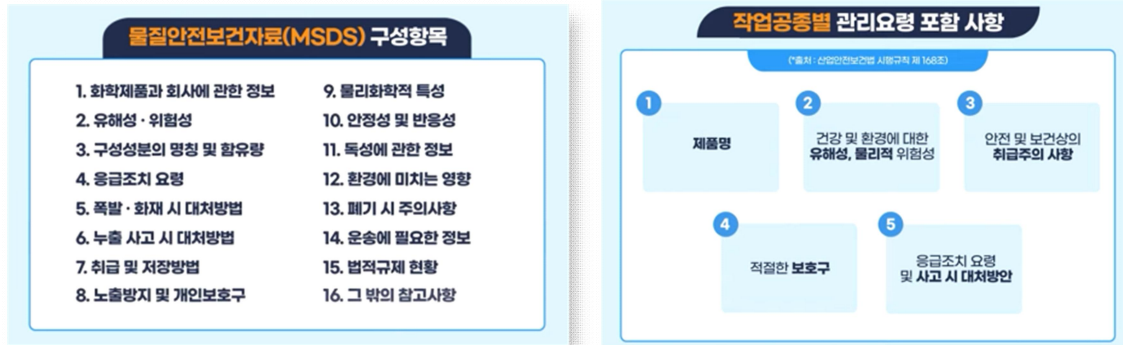 물질안전보건자료(MSDS) 구성항목
1. 화학제품과 회사에 관한 정보
2. 유해성 · 위험성
3. 구성성분의 명칭 및 함유량
4. 응급조치 요령
5. 폭발 · 화재 시 대처방법
6. 누출 사고 시 대처방법
7. 취급 및 저장방법
8. 노출방지 및 개인보호구
9. 물리화학적 특성
10. 안정성 및 반응성
11. 독성에 관한 정보
12. 환경에 미치는 영향
13. 폐기 시 주의사항
14. 운송에 필요한 정보
15. 법적규제 현황
16. 그 밖의 참고사항
작업공종별 관리요령 포함 사항
(*출처 : 산업안전보건법 시행규칙 제 168조)
1
제품명
2
건강 및 환경에 대한
유해성, 물리적 위험성
3
안전 및 보건상의
취급주의 사항
4
적절한 보호구
5
응급조치 요령
및 사고 시 대처방안